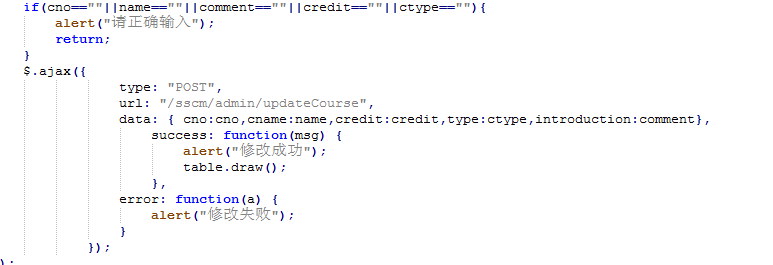 if(cno==""||name==""||comment==""||credit==""||ctype==""){
alert("请正确输入");
return;
}
$.ajax({
type: "POST",
url: "/sscm/admin/updateCourse",
data: { cno:cno,cname:name,credit:credit,type:ctype,introduction:comment},
success: function(msg) {
alert("修改成功");
table.draw();
},
error: function(a) {
alert("修改失败");
}
});
);